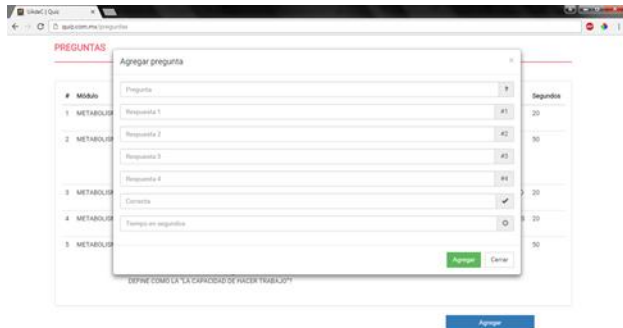 UAdeC | Quiz
quiz.com.mx/preguntas
PREGUNTAS
Agregar pregunta
×
# Módulo
Segundos
Pregunta ?
Respuesta 1 #1
Respuesta 2 #2
Respuesta 3 #3
Respuesta 4 #4
Correcta
Tiempo en segundos
1 METABOLIS 20
2 METABOLIS 50
3 METABOLIS 20
4 METABOLIS 20
5 METABOLIS 50
Agregar Cerrar
DEFINE COMO LA "LA CAPACIDAD DE HACER TRABAJO"?
Agregar